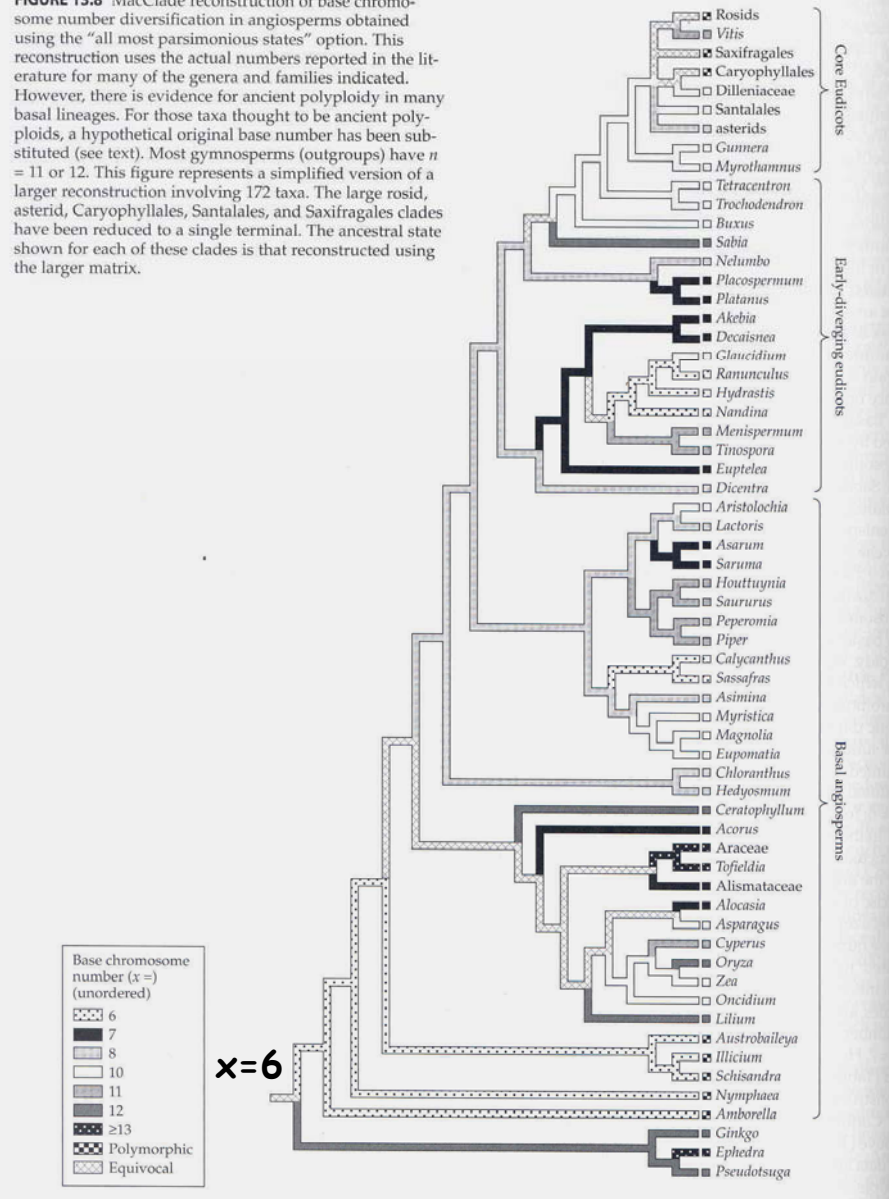 FIGURE 13.8 MacClade reconstruction of base chromo-
some number diversification in angiosperms obtained
using the "all most parsimonious states" option. This
reconstruction uses the actual numbers reported in the lit-
erature for many of the genera and families indicated.
However, there is evidence for ancient polyploidy in many
basal lineages. For those taxa thought to be ancient poly-
ploids, a hypothetical original base number has been sub-
stituted (see text). Most gymnosperms (outgroups) have n
= 11 or 12. This figure represents a simplified version of a
larger reconstruction involving 172 taxa. The large rosid,
asterid, Caryophyllales, Santalales, and Saxifragales clades
have been reduced to a single terminal. The ancestral state
shown for each of these clades is that reconstructed using
the larger matrix.
Rosids
Vitis
Saxifragales
Caryophyllales
Dilleniaceae
Santalales
asterids
Gunnera
Myrothamnus
Core Eudicots
Tetracentron
Trochodendron
Buxus
Sabia
Nelumbo
Placospermum
Platanus
Akebia
Decaisnea
Glaucidium
Ranunculus
Hydrastis
Nandina
Menispermum
Tinospora
Euptelea
Dicentra
Early-diverging eudicots
Aristolochia
Lactoris
Asarum
Saruma
Houttuynia
Saururus
Peperomia
Piper
Calycanthus
Sassafras
Asimina
Myristica
Magnolia
Eupomatia
Chloranthus
Hedyosmum
Ceratophyllum
Acorus
Araceae
Tofieldia
Alismataceae
Alocasia
Asparagus
Cyperus
Oryza
Zea
Oncidium
Lilium
Austrobaileya
Illicium
Schisandra
Nymphaea
Amborella
Basal angiosperms
Ginkgo
Ephedra
Pseudotsuga
x=6
Base chromosome
number (x =)
(unordered)
6
7
8
10
11
12
≥13
Polymorphic
Equivocal